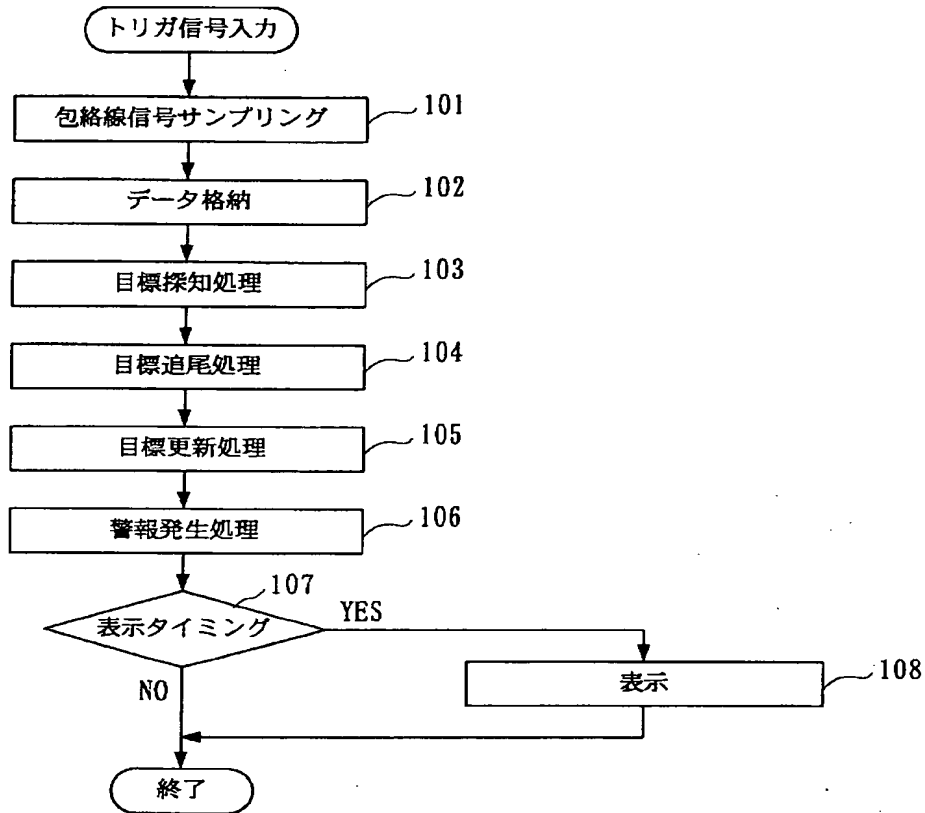 トリガ信号入力
包絡線信号サンプリング
101
データ格納
102
目標探知処理
103
目標追尾処理
104
目標更新処理
105
警報発生処理
106
107
表示タイミング
YES
NO
表示
108
終了